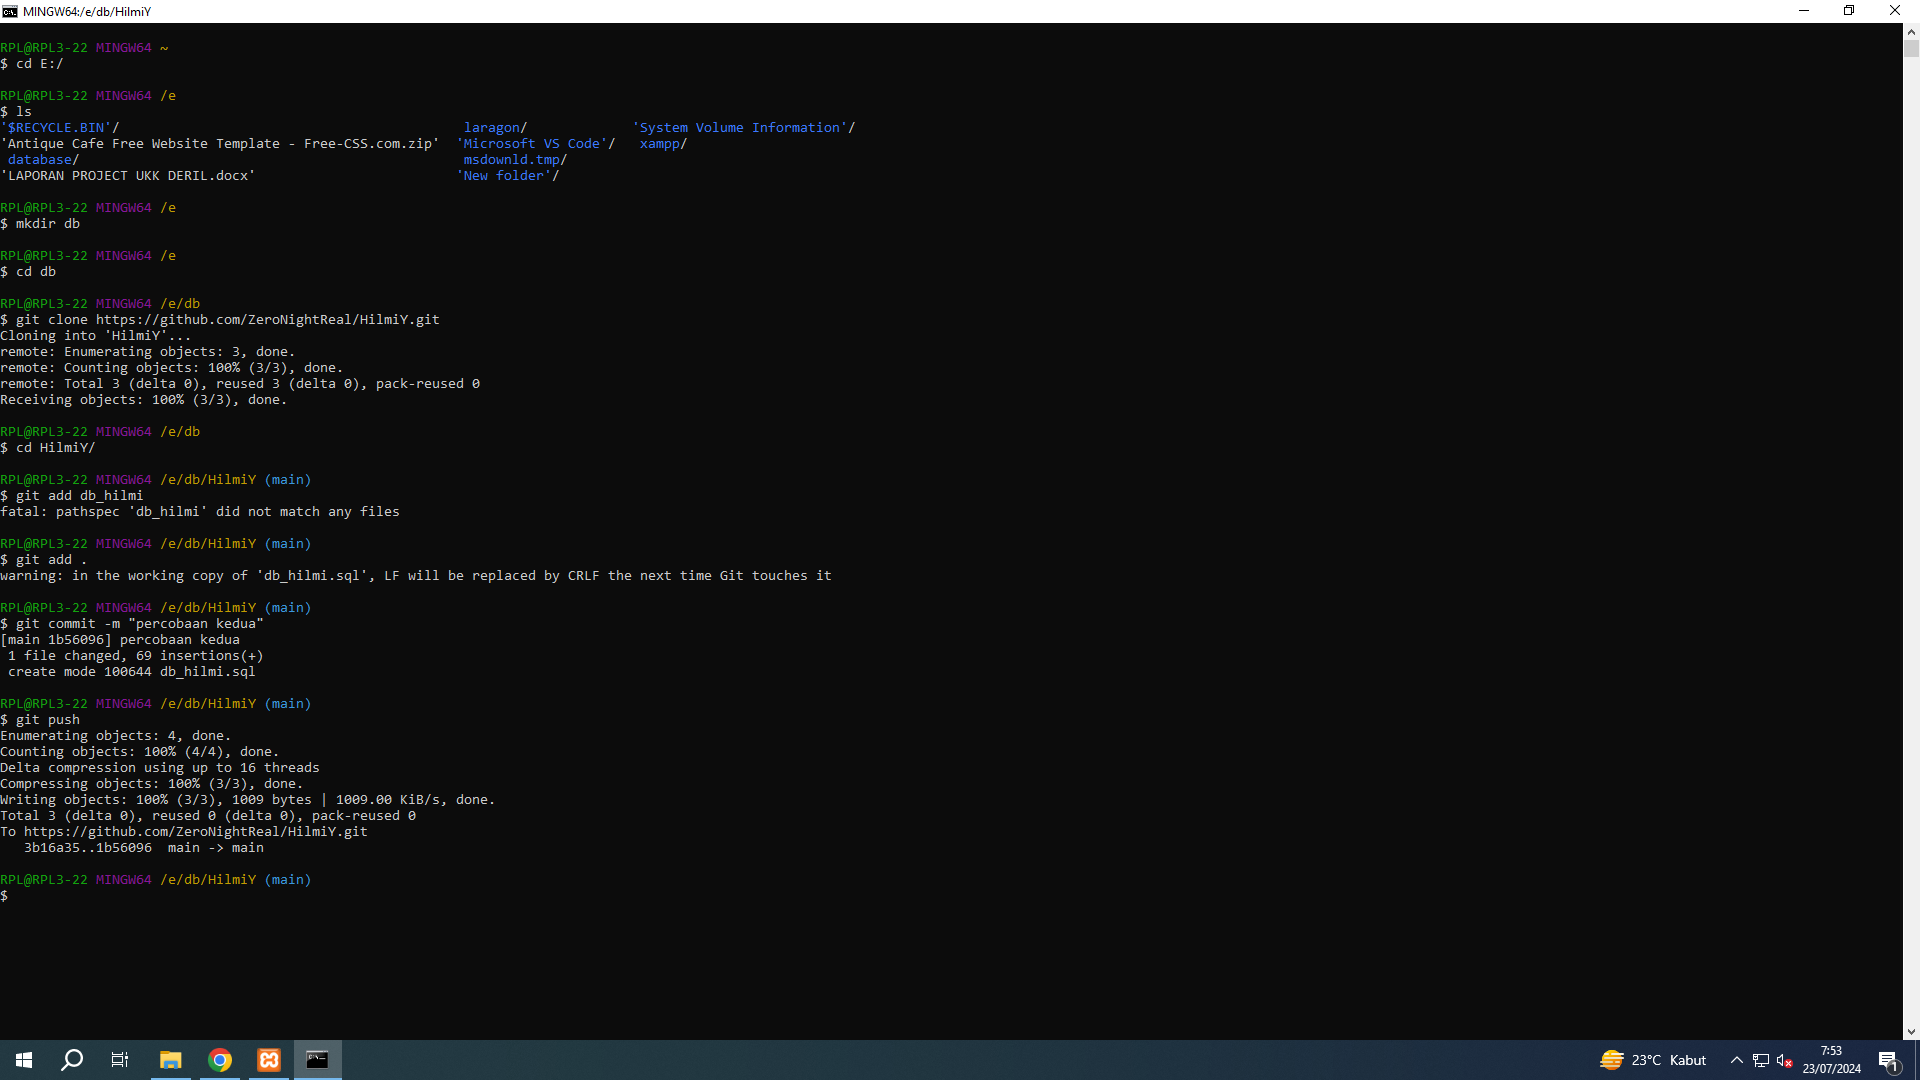 MINGW64:/e/db/HilmiY
RPL@RPL3-22 MINGW64 ~
$ cd E:/
RPL@RPL3-22 MINGW64 /e
$ ls
'$RECYCLE.BIN'/ laragon/ 'System Volume Information'/
'Antique Cafe Free Website Template - Free-CSS.com.zip' 'Microsoft VS Code'/ xampp/
database/ msdownld.tmp/
'LAPORAN PROJECT UKK DERIL.docx' 'New folder'/
RPL@RPL3-22 MINGW64 /e
$ mkdir db
RPL@RPL3-22 MINGW64 /e
$ cd db
RPL@RPL3-22 MINGW64 /e/db
$ git clone https://github.com/ZeroNightReal/HilmiY.git
Cloning into 'HilmiY'...
remote: Enumerating objects: 3, done.
remote: Counting objects: 100% (3/3), done.
remote: Total 3 (delta 0), reused 3 (delta 0), pack-reused 0
Receiving objects: 100% (3/3), done.
RPL@RPL3-22 MINGW64 /e/db
$ cd HilmiY/
RPL@RPL3-22 MINGW64 /e/db/HilmiY (main)
$ git add db_hilmi
fatal: pathspec 'db_hilmi' did not match any files
RPL@RPL3-22 MINGW64 /e/db/HilmiY (main)
$ git add .
warning: in the working copy of 'db_hilmi.sql', LF will be replaced by CRLF the next time Git touches it
RPL@RPL3-22 MINGW64 /e/db/HilmiY (main)
$ git commit -m "percobaan kedua"
[main 1b56096] percobaan kedua
1 file changed, 69 insertions(+)
create mode 100644 db_hilmi.sql
RPL@RPL3-22 MINGW64 /e/db/HilmiY (main)
$ git push
Enumerating objects: 4, done.
Counting objects: 100% (4/4), done.
Delta compression using up to 16 threads
Compressing objects: 100% (3/3), done.
Writing objects: 100% (3/3), 1009 bytes | 1009.00 KiB/s, done.
Total 3 (delta 0), reused 0 (delta 0), pack-reused 0
To https://github.com/ZeroNightReal/HilmiY.git
3b16a35..1b56096 main -> main
RPL@RPL3-22 MINGW64 /e/db/HilmiY (main)
$
23°C Kabut
7:53
23/07/2024
1